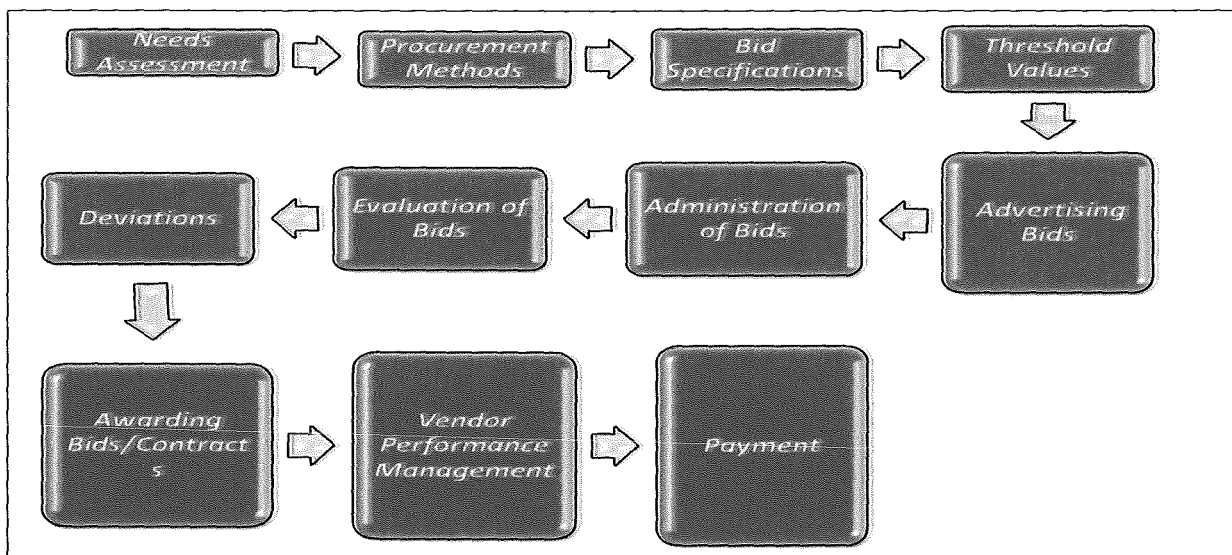 Needs
Assessment
Procurement
Methods
Bid
Specifications
Threshold
Values
Advertising
Bids
Administration
of Bids
Evaluation of
Bids
Deviations
Awarding
Bids/Contract
s
Vendor
Performance
Management
Payment